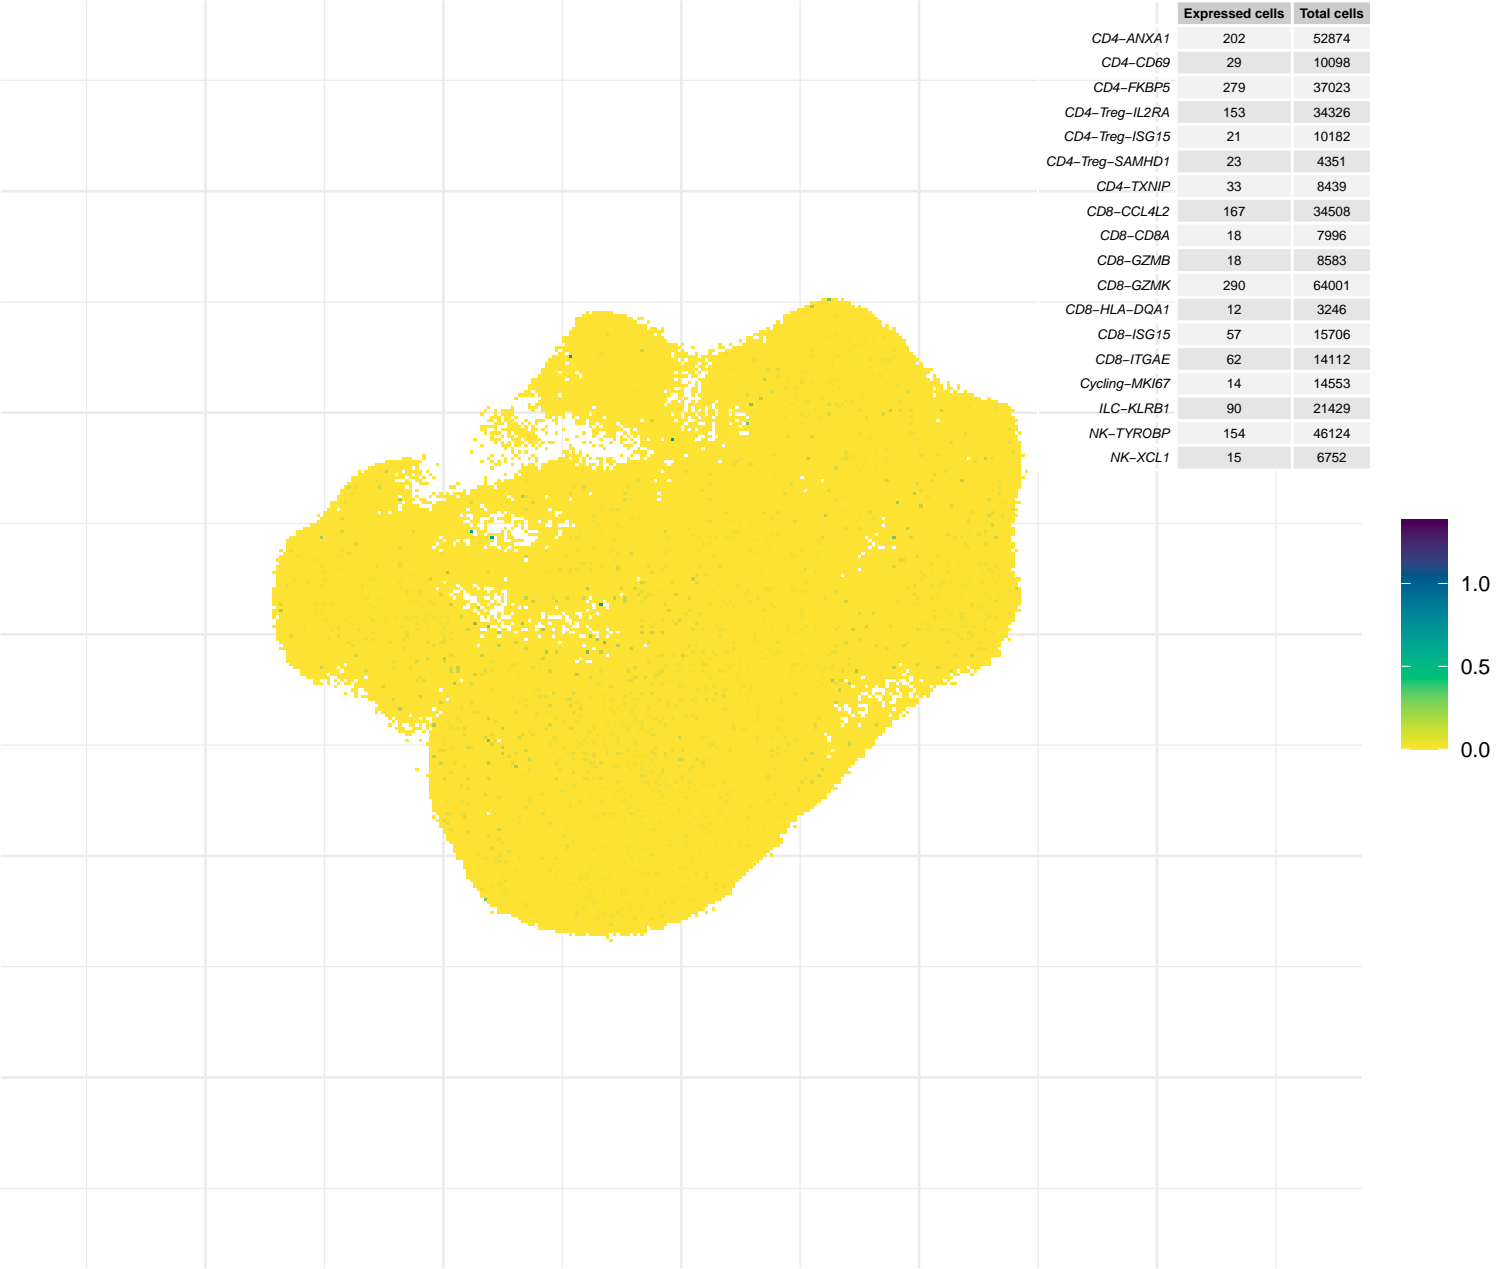 Expressed cells Total cells
CD4−ANXA1 202 52874
CD4−CD69 29 10098
CD4−FKBP5 279 37023
CD4−Treg−IL2RA 153 34326
CD4−Treg−ISG15 21 10182
CD4−Treg−SAMHD1 23 4351
CD4−TXNIP 33 8439
CD8−CCL4L2 167 34508
CD8−CD8A 18 7996
CD8−GZMB 18 8583
CD8−GZMK 290 64001
CD8−HLA−DQA1 12 3246
CD8−ISG15 57 15706
CD8−ITGAE 62 14112
Cycling−MKI67 14 14553
ILC−KLRB1 90 21429
NK−TYROBP 154 46124
NK−XCL1 15 6752
1.0
0.5
0.0